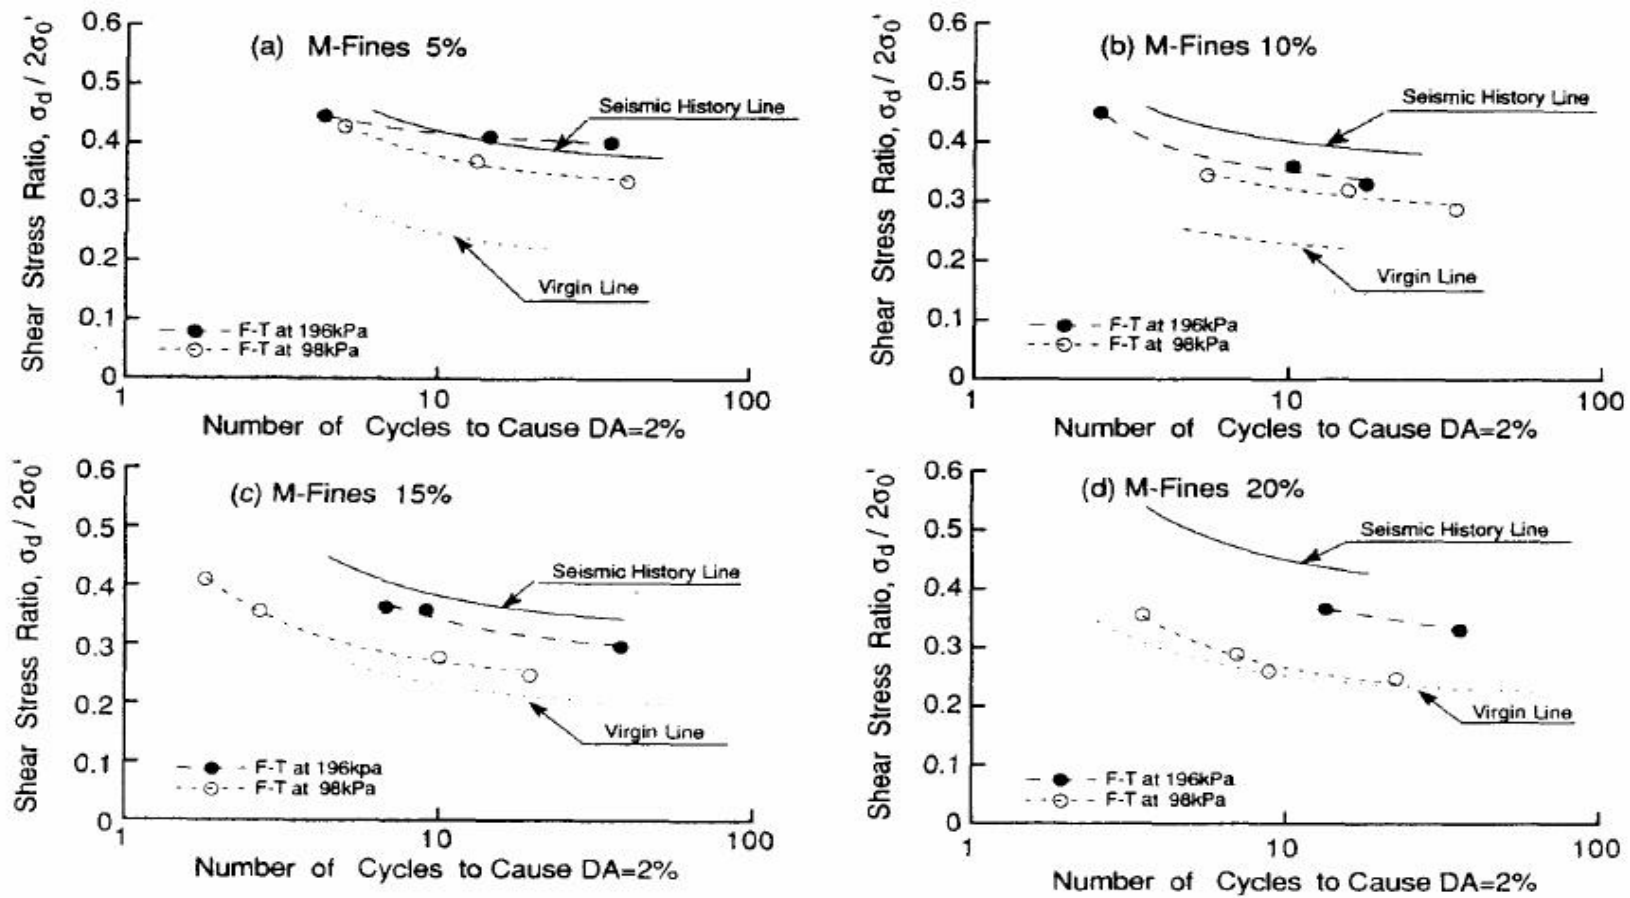 (a) M-Fines 5%
Shear Stress Ratio, σd / 2σ0'
0.6
0.5
0.4
0.3
0.2
0.1
0
Seismic History Line
Virgin Line
F-T at 196kPa
F-T at 98kPa
1 10 100
Number of Cycles to Cause DA=2%
(b) M-Fines 10%
Shear Stress Ratio, σd / 2σ0'
0.6
0.5
0.4
0.3
0.2
0.1
0
Seismic History Line
Virgin Line
F-T at 196kPa
F-T at 98kPa
1 10 100
Number of Cycles to Cause DA=2%
(c) M-Fines 15%
Shear Stress Ratio, σd / 2σ0'
0.6
0.5
0.4
0.3
0.2
0.1
0
Seismic History Line
Virgin Line
F-T at 196kpa
F-T at 98kPa
1 10 100
Number of Cycles to Cause DA=2%
(d) M-Fines 20%
Shear Stress Ratio, σd / 2σ0'
0.6
0.5
0.4
0.3
0.2
0.1
0
Seismic History Line
Virgin Line
F-T at 196kPa
F-T at 98kPa
1 10 100
Number of Cycles to Cause DA=2%